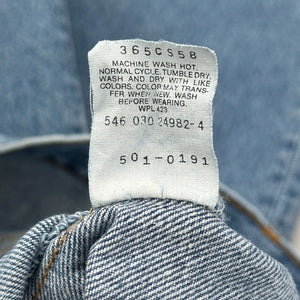 365CS58
MACHINE WASH HOT.
NORMAL CYCLE. TUMBLE DRY.
WASH AND DRY WITH LIKE
COLORS. COLOR MAY TRANS-
FER WHEN NEW. WASH
BEFORE WEARING.
WPL 423
546 030 24982-4
501-0191